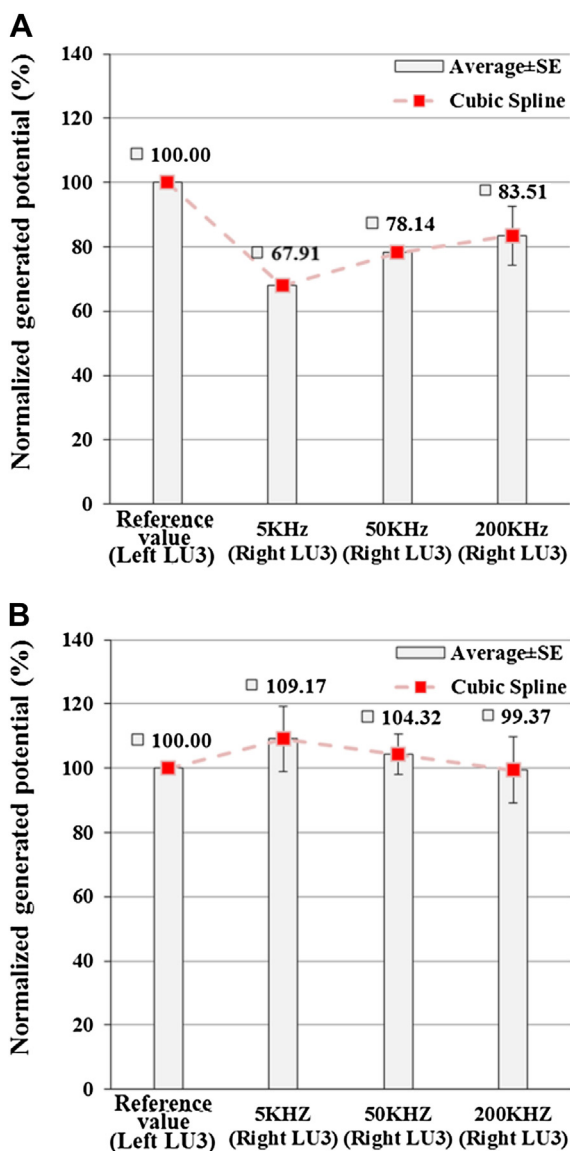 A
Normalized generated potential (%)
140
120
100
80
60
40
20
0
Average±SE
Cubic Spline
100.00
67.91
78.14
83.51
Reference value (Left LU3)
5KHz (Right LU3)
50KHz (Right LU3)
200KHz (Right LU3)
B
Normalized generated potential (%)
140
120
100
80
60
40
20
0
Average±SE
Cubic Spline
100.00
109.17
104.32
99.37
Reference value (Left LU3)
5KHZ (Right LU3)
50KHZ (Right LU3)
200KHZ (Right LU3)